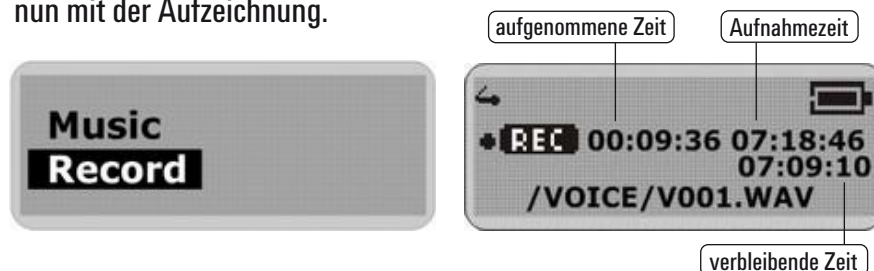 nun mit der Aufzeichnung.
Music
Record
aufgenommene Zeit
Aufnahmezeit
REC 00:09:36 07:18:46
07:09:10
/VOICE/V001.WAV
verbleibende Zeit